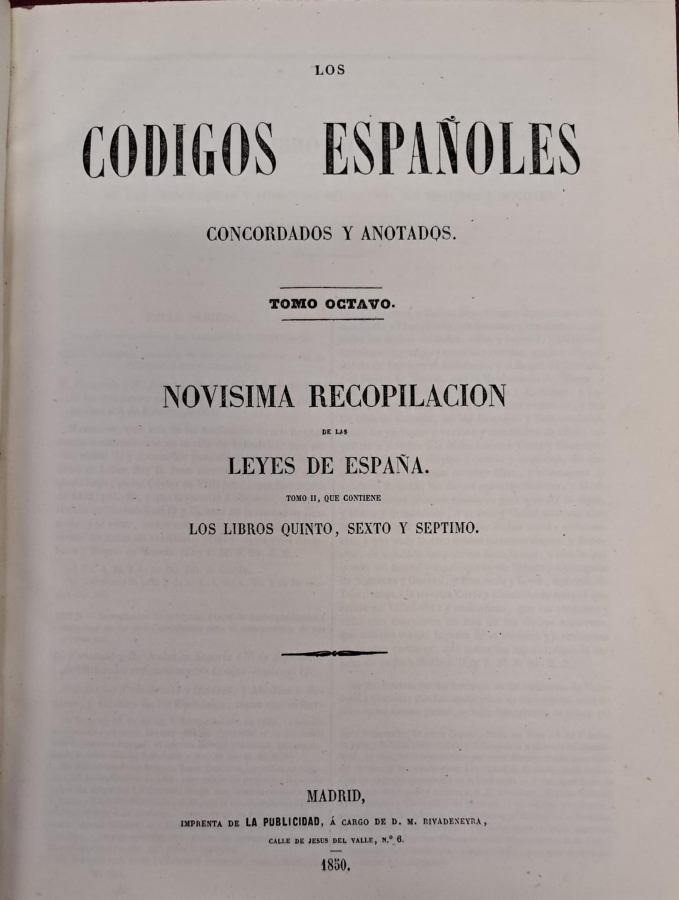 LOS
CODIGOS ESPAÑOLES
CONCORDADOS Y ANOTADOS.
TOMO OCTAVO.
NOVISIMA RECOPILACION
DE LAS
LEYES DE ESPAÑA.
TOMO II, QUE CONTIENE
LOS LIBROS QUINTO, SEXTO Y SEPTIMO.
MADRID,
IMPRENTA DE LA PUBLICIDAD, Á CARGO DE D. M. RIVADENEYRA,
CALLE DE JESUS DEL VALLE, N.º 6.
1850.